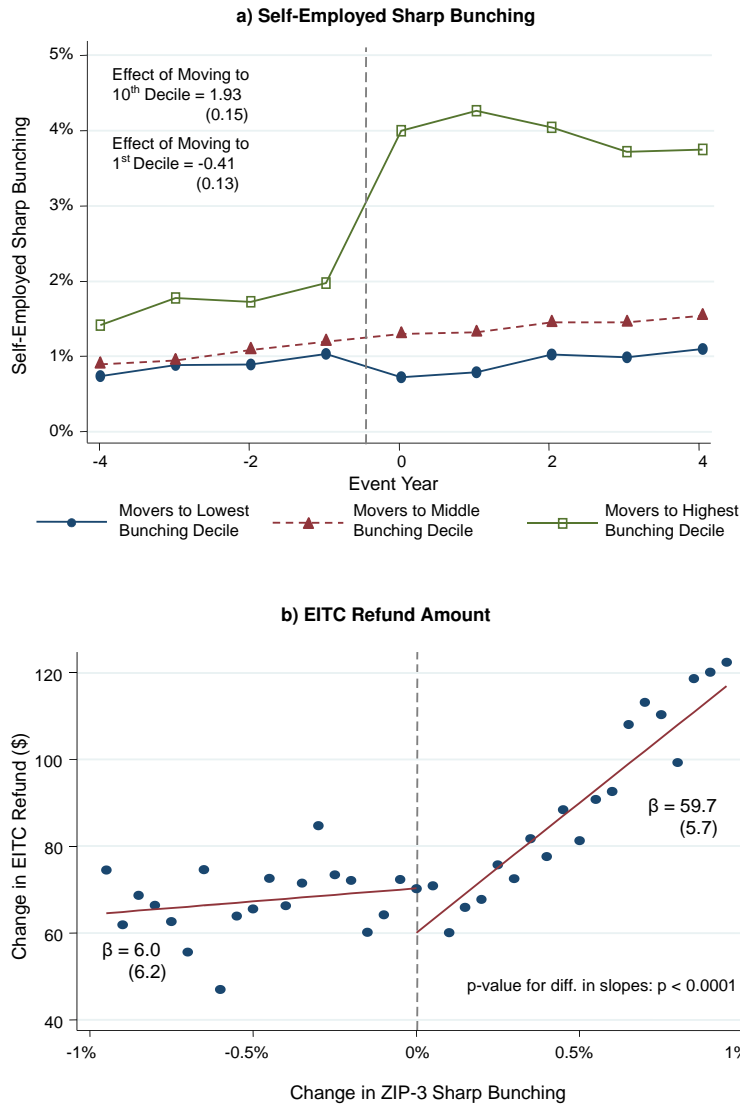 a) Self-Employed Sharp Bunching
Self-Employed Sharp Bunching
5%
4%
3%
2%
1%
0%
Effect of Moving to
10th Decile = 1.93
(0.15)
Effect of Moving to
1st Decile = -0.41
(0.13)
-4
-2
0
2
4
Event Year
Movers to Lowest
Bunching Decile
Movers to Middle
Bunching Decile
Movers to Highest
Bunching Decile
b) EITC Refund Amount
Change in EITC Refund ($)
120
100
80
60
40
β = 59.7
(5.7)
β = 6.0
(6.2)
p-value for diff. in slopes: p < 0.0001
-1%
-0.5%
0%
0.5%
1%
Change in ZIP-3 Sharp Bunching